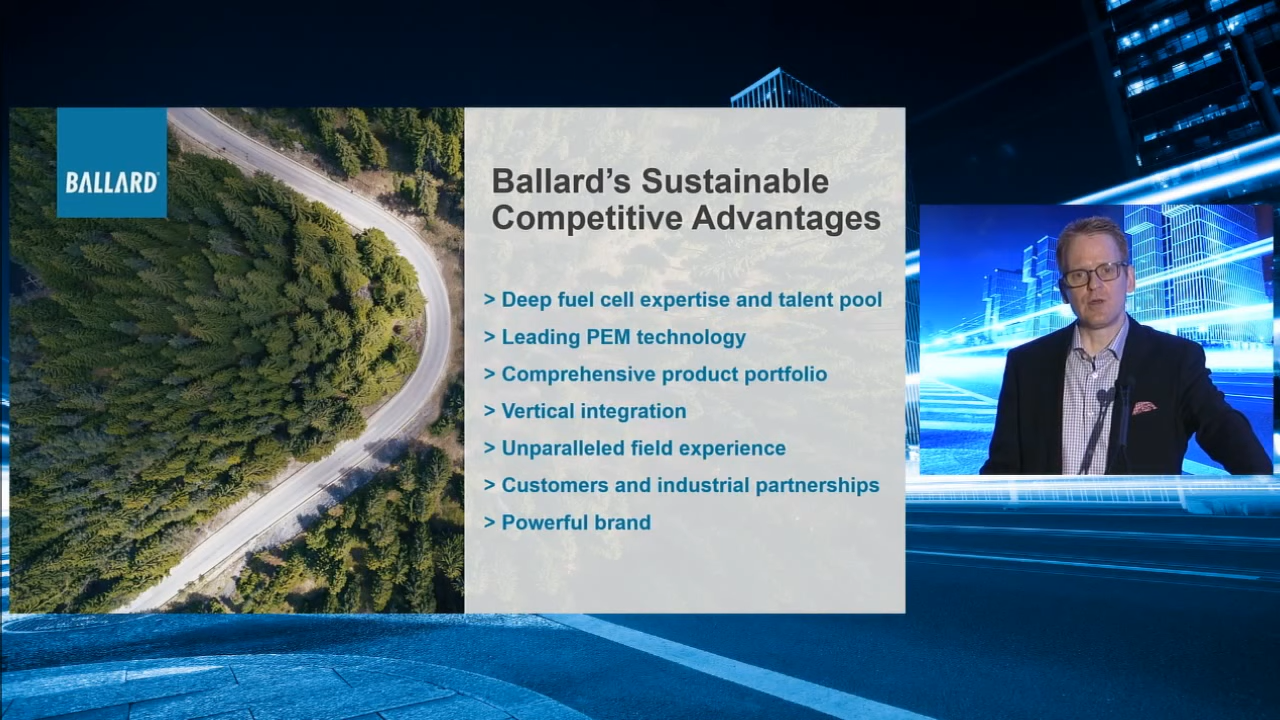 BALLARD
Ballard's Sustainable
Competitive Advantages
> Deep fuel cell expertise and talent pool
> Leading PEM technology
> Comprehensive product portfolio
> Vertical integration
> Unparalleled field experience
> Customers and industrial partnerships
> Powerful brand